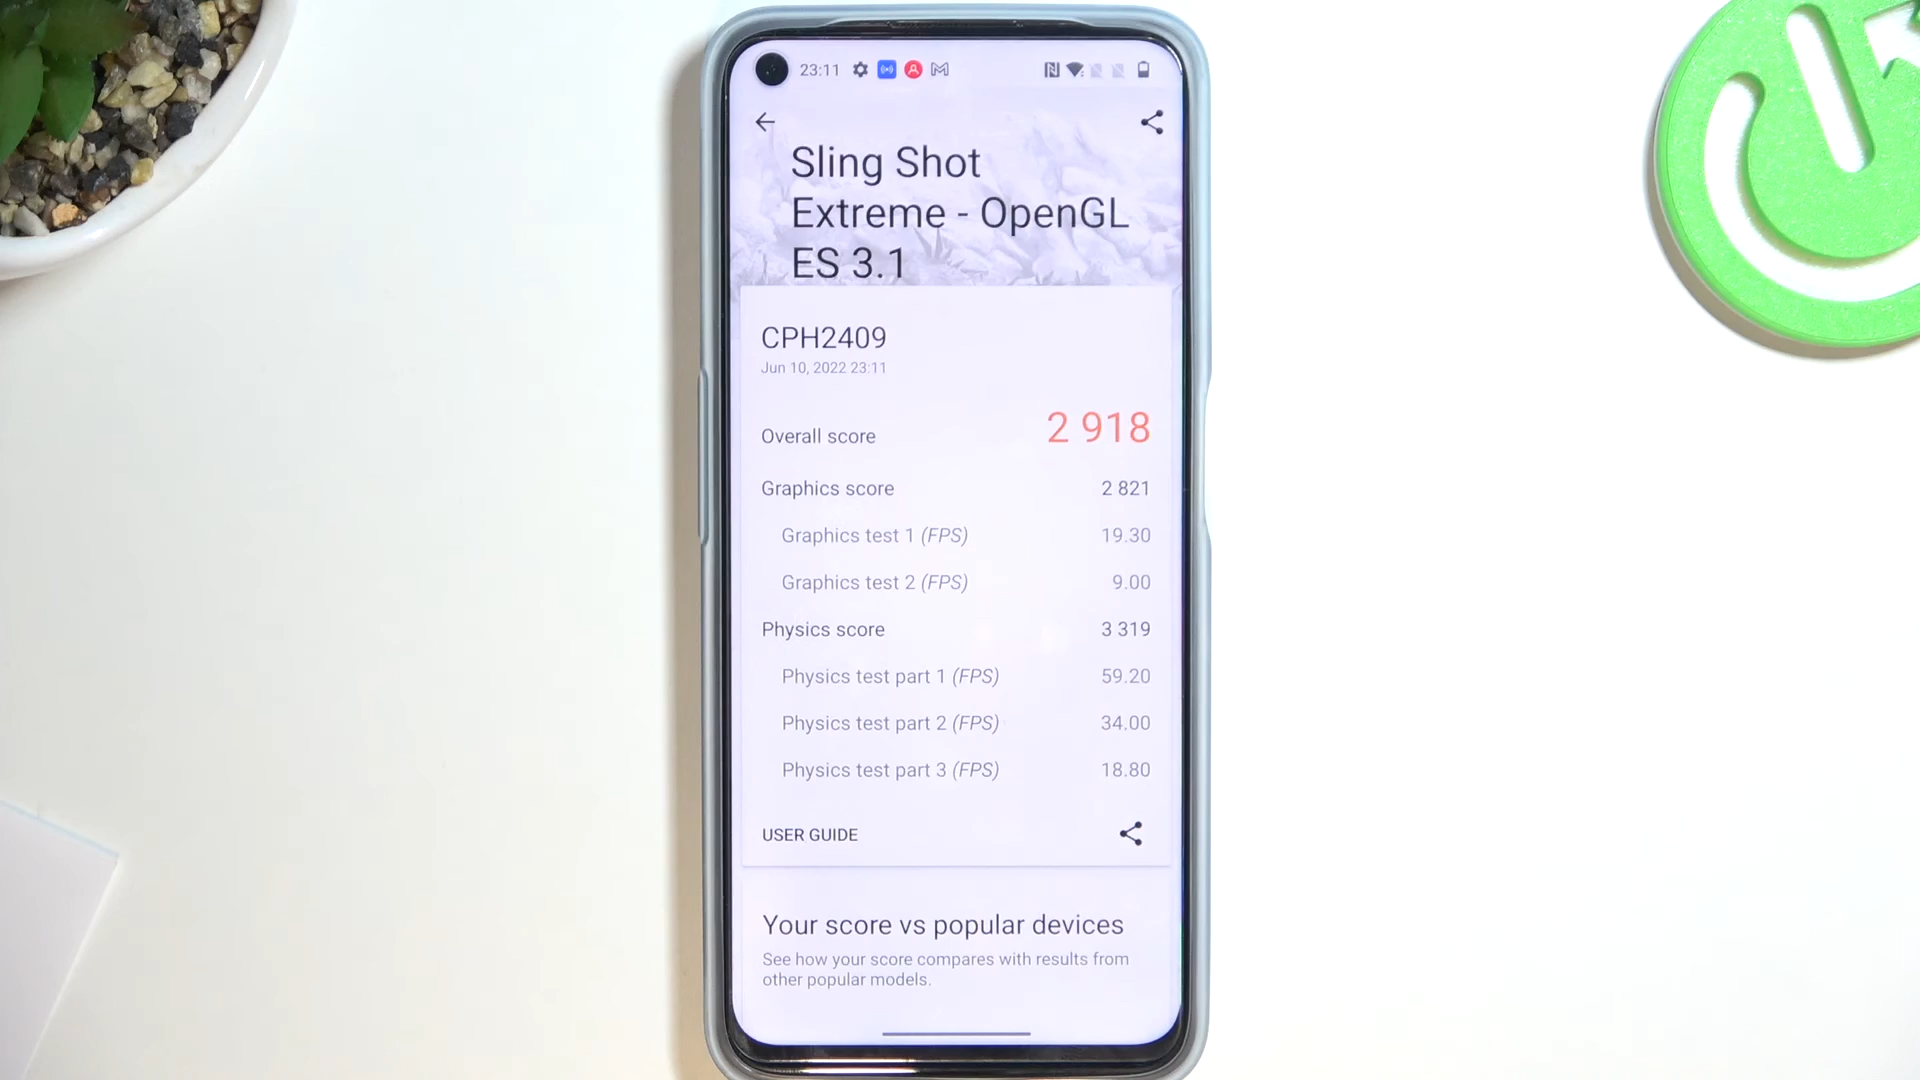 23:11
Sling Shot
Extreme - OpenGL
ES 3.1
CPH2409
Jun 10, 2022 23:11
Overall score 2 918
Graphics score 2 821
Graphics test 1 (FPS) 19.30
Graphics test 2 (FPS) 9.00
Physics score 3 319
Physics test part 1 (FPS) 59.20
Physics test part 2 (FPS) 34.00
Physics test part 3 (FPS) 18.80
USER GUIDE
Your score vs popular devices
See how your score compares with results from
other popular models.